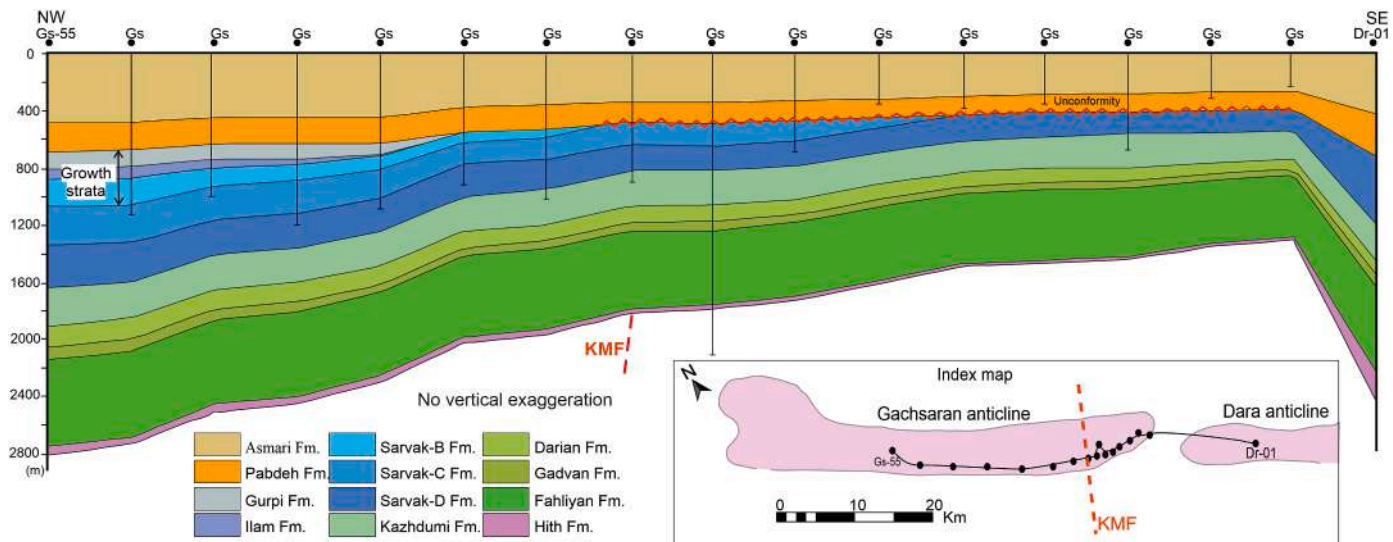 NW
SE
Gs-55 Gs Gs Gs Gs Gs Gs Gs Gs Gs Gs Gs Gs Gs Gs Gs Dr-01
0
400
800
1200
1600
2000
2400
2800
(m)
Unconformity
Growth
strata
KMF
No vertical exaggeration
Asmari Fm.
Pabdeh Fm.
Gurpi Fm.
Ilam Fm.
Sarvak-B Fm.
Sarvak-C Fm.
Sarvak-D Fm.
Kazhdumi Fm.
Darian Fm.
Gadvan Fm.
Fahliyan Fm.
Hith Fm.
N
Index map
Gachsaran anticline
Dara anticline
Gs-55
Dr-01
0 10 20
Km
KMF